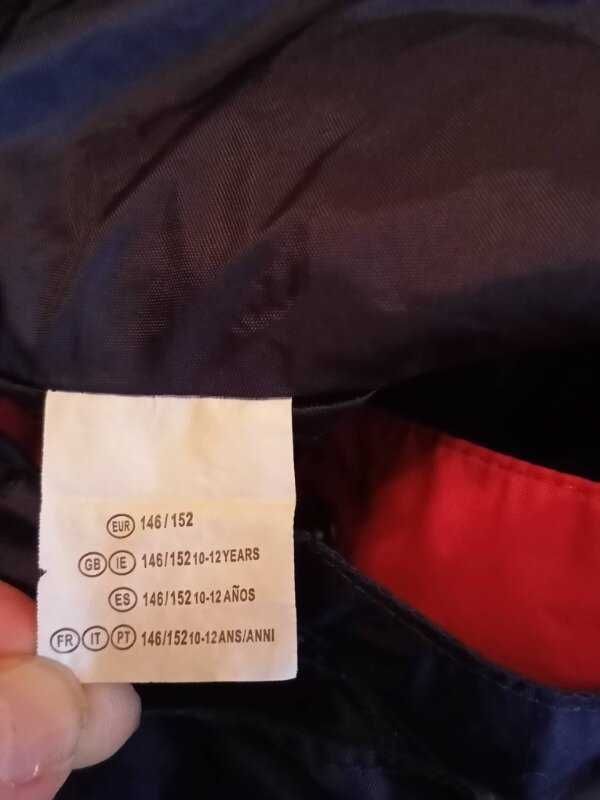 EUR 146/152
GB IE 146/152 10-12 YEARS
ES 146/152 10-12 AÑOS
FR IT PT 146/152 10-12 ANS/ANNI